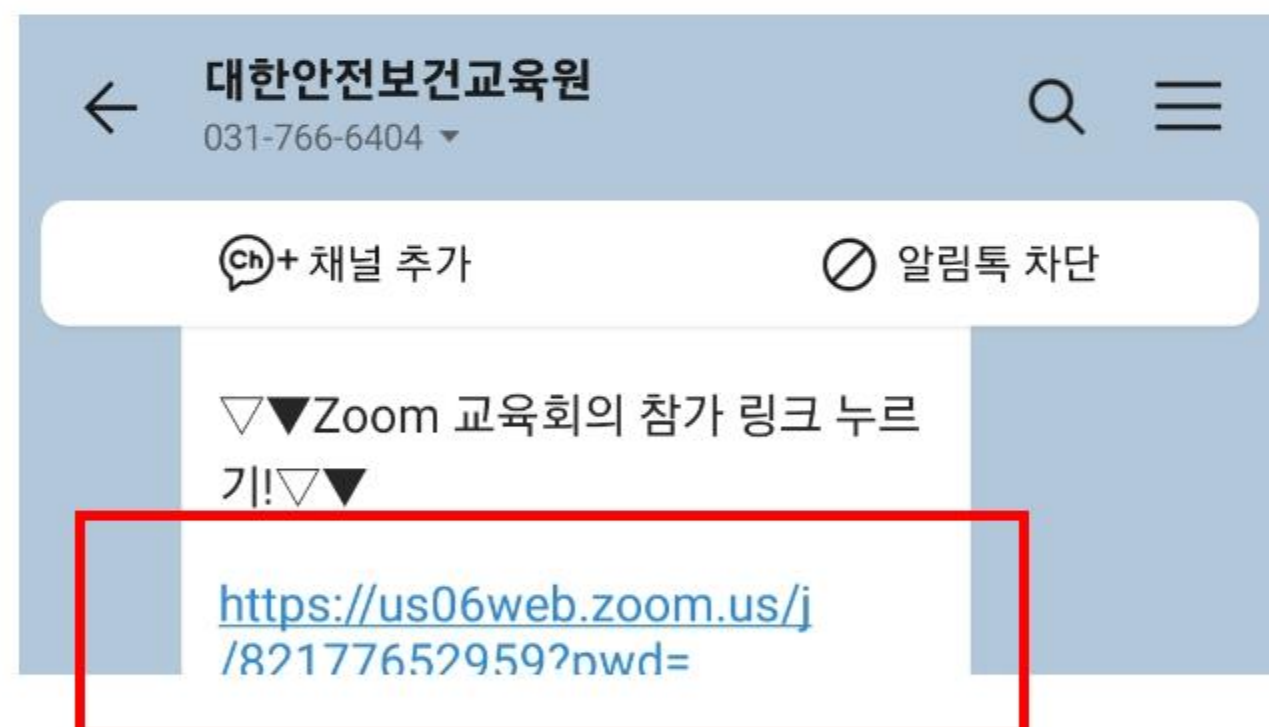 대한안전보건교육원
031-766-6404
Ch+ 채널 추가
알림톡 차단
▽▼Zoom 교육회의 참가 링크 누르
기!▽▼
https://us06web.zoom.us/j
/82177652959?pwd=